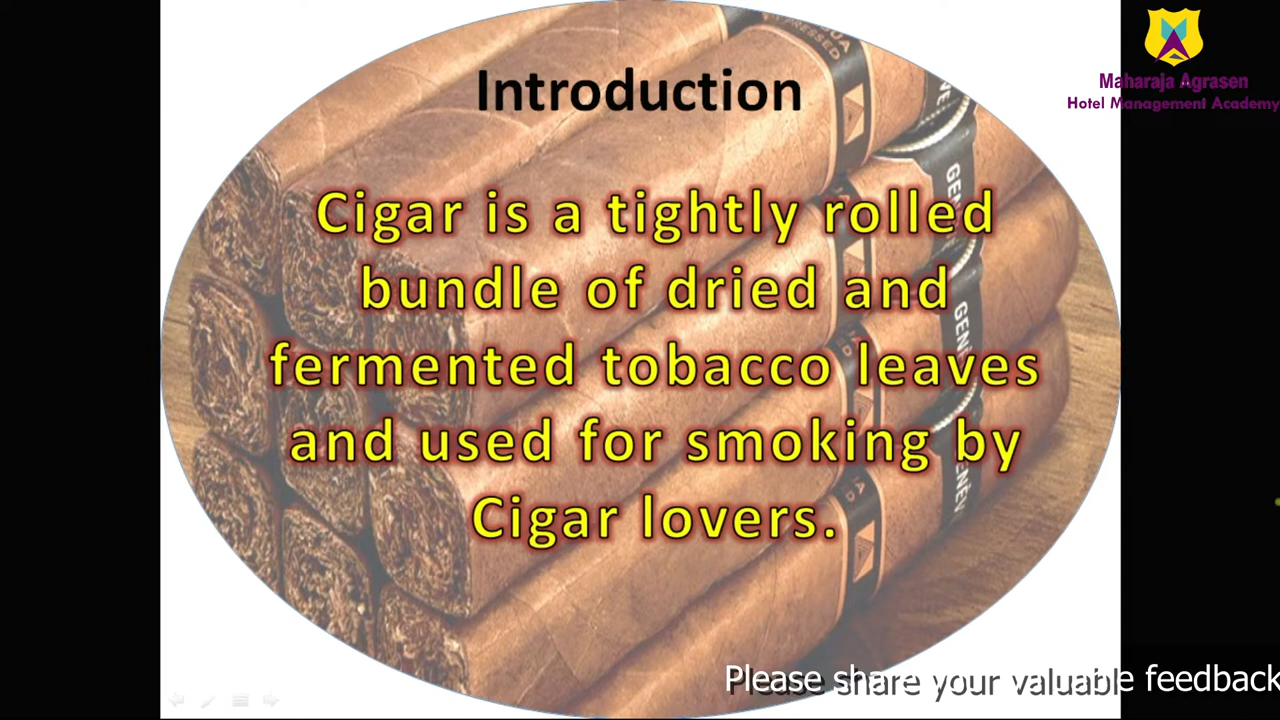 Maharaja Agrasen
Hotel Management Academy
Introduction
Cigar is a tightly rolled
bundle of dried and
fermented tobacco leaves
and used for smoking by
Cigar lovers.
Please share your valuable feedback